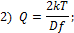 2) Q = 2kT/Df;